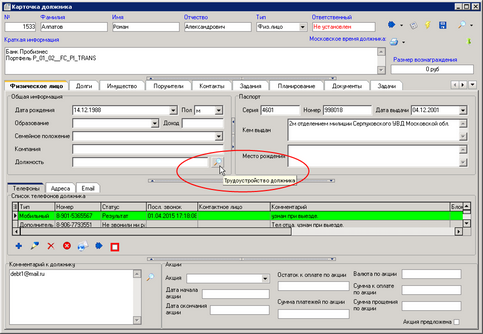 Карточка должника
№ Фамилия Имя Отчество Тип Ответственный
1533 Алпатов Роман Александрович Физ.лицо Не установлен
Краткая информация Московское время должника:
Банк Пробизнес
Портфель P_01-02__FC_PI_TRANS
Размер вознаграждения
0 руб
Физическое лицо Долги Имущество Поручители Контакты Задания Планирование Документы Задачи
Общая информация
Дата рождения 14.12.1988 Пол м
Образование Доход
Семейное положение
Компания
Должность
Паспорт
Серия 4601 Номер 998018 Дата выдачи 04.12.2001
Кем выдан 2м отделением милиции Серпуховского УВД Московской обл.
Место рождения
Трудоустройство должника
Телефоны Адреса Email
Список телефонов должника
Тип Номер Статус Посл. звонок Контактное лицо Комментарий Блок
Мобильный 8-901-5365567 Результат 01.04.2015 17:18:08 узнан при выезде.
Дополнитель 8-906-7793551 Не звонили ни р Тел отца. узнан при выезде.
Комментарий к должнику
debt1@mail.ru
Акции
Акция
Дата начала акции
Дата окончания акции
Остаток к оплате по акции
Сумма платежей по акции
Валюта по акции
Сумма к оплате по акции
Сумма прощения по акции
Акция предложена